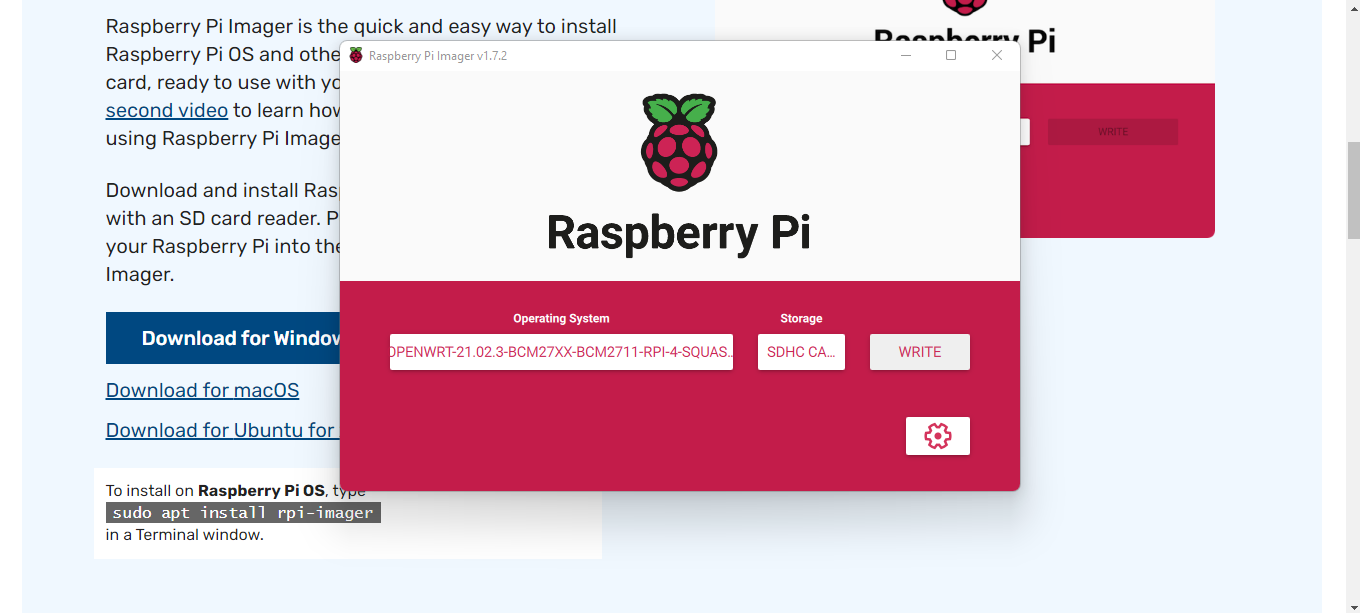 Raspberry Pi Imager is the quick and easy way to install
Raspberry Pi OS and othe
card, ready to use with yo
second video to learn how
using Raspberry Pi Image
Download and install Ras
with an SD card reader. P
your Raspberry Pi into the
Imager.
Download for Window
Download for macOS
Download for Ubuntu for
To install on Raspberry Pi OS, type
sudo apt install rpi-imager
in a Terminal window.
Raspberry Pi
WRITE
Raspberry Pi Imager v1.7.2
Raspberry Pi
Operating System
Storage
OPENWRT-21.02.3-BCM27XX-BCM2711-RPI-4-SQUAS...
SDHC CA...
WRITE